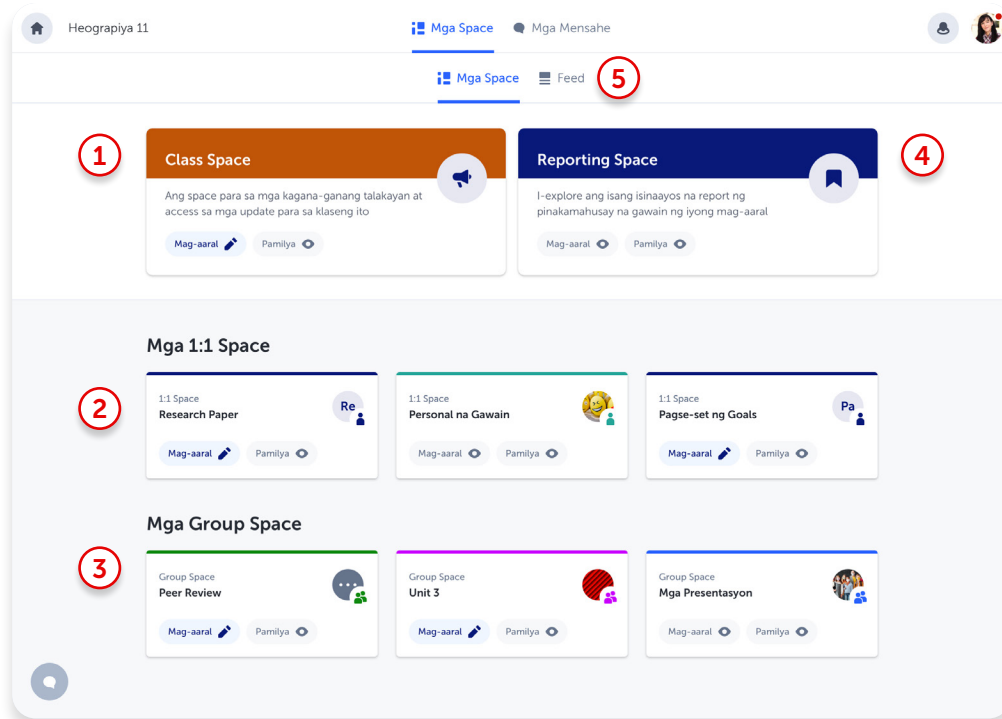 Heograpiya 11
Mga Space
Mga Mensahe
Mga Space
Feed
5
1
Class Space
Ang space para sa mga kagana-ganang talakayan at
access sa mga update para sa klaseng ito
Mag-aaral
Pamilya
Reporting Space
I-explore ang isang isinaayos na report ng
pinakamahusay na gawain ng iyong mag-aaral
Mag-aaral
Pamilya
4
Mga 1:1 Space
2
1:1 Space
Research Paper
Re
Mag-aaral
Pamilya
1:1 Space
Personal na Gawain
Mag-aaral
Pamilya
1:1 Space
Pagse-set ng Goals
Pa
Mag-aaral
Pamilya
Mga Group Space
3
Group Space
Peer Review
Mag-aaral
Pamilya
Group Space
Unit 3
Mag-aaral
Pamilya
Group Space
Mga Presentasyon
Mag-aaral
Pamilya